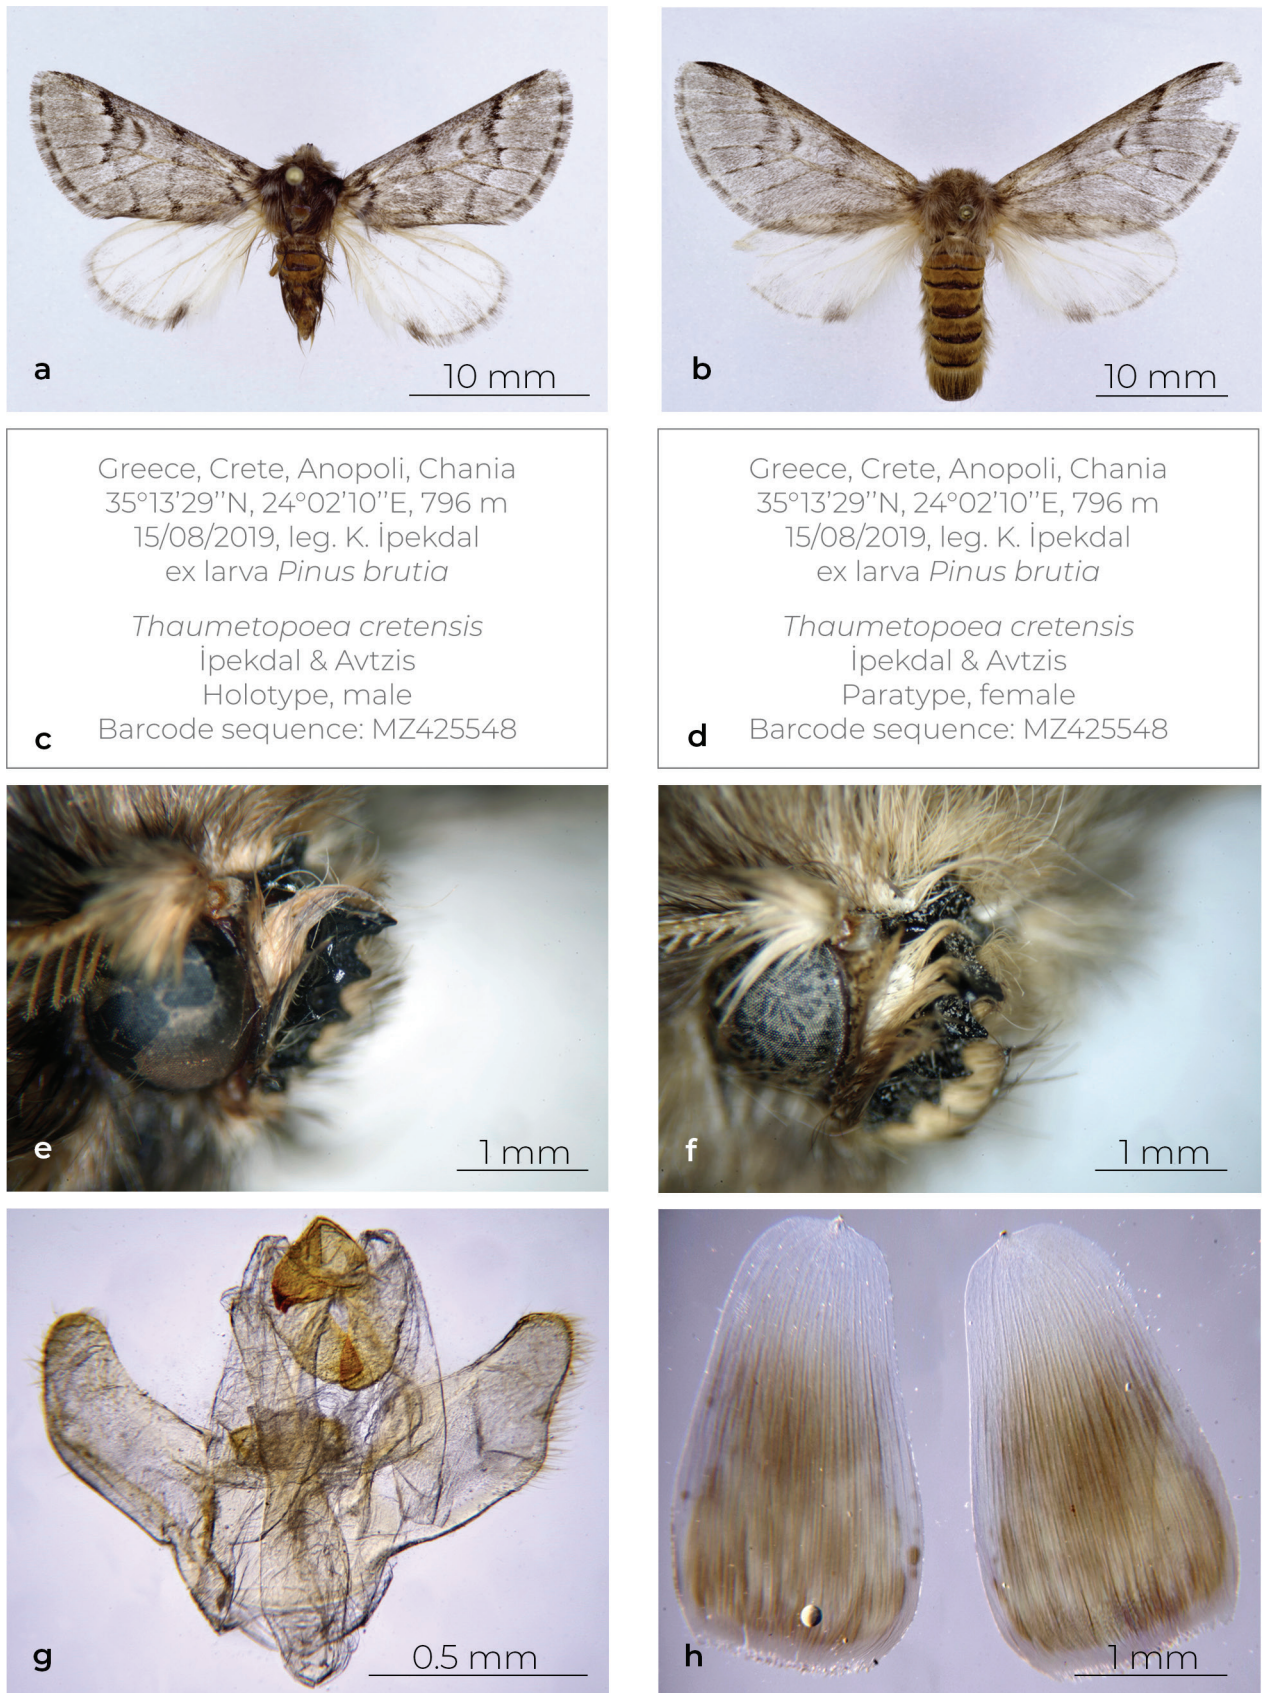 a
10 mm
b
10 mm
Greece, Crete, Anopoli, Chania
35°13'29’’N, 24°02'10’’E, 796 m
15/08/2019, leg. K. İpekdal
ex larva Pinus brutia
Thaumetopoea cretensis
İpekdal & Avtzis
Holotype, male
Barcode sequence: MZ425548
c
Greece, Crete, Anopoli, Chania
35°13'29’’N, 24°02'10’’E, 796 m
15/08/2019, leg. K. İpekdal
ex larva Pinus brutia
Thaumetopoea cretensis
İpekdal & Avtzis
Paratype, female
Barcode sequence: MZ425548
d
e
1 mm
f
1 mm
g
0.5 mm
h
1 mm